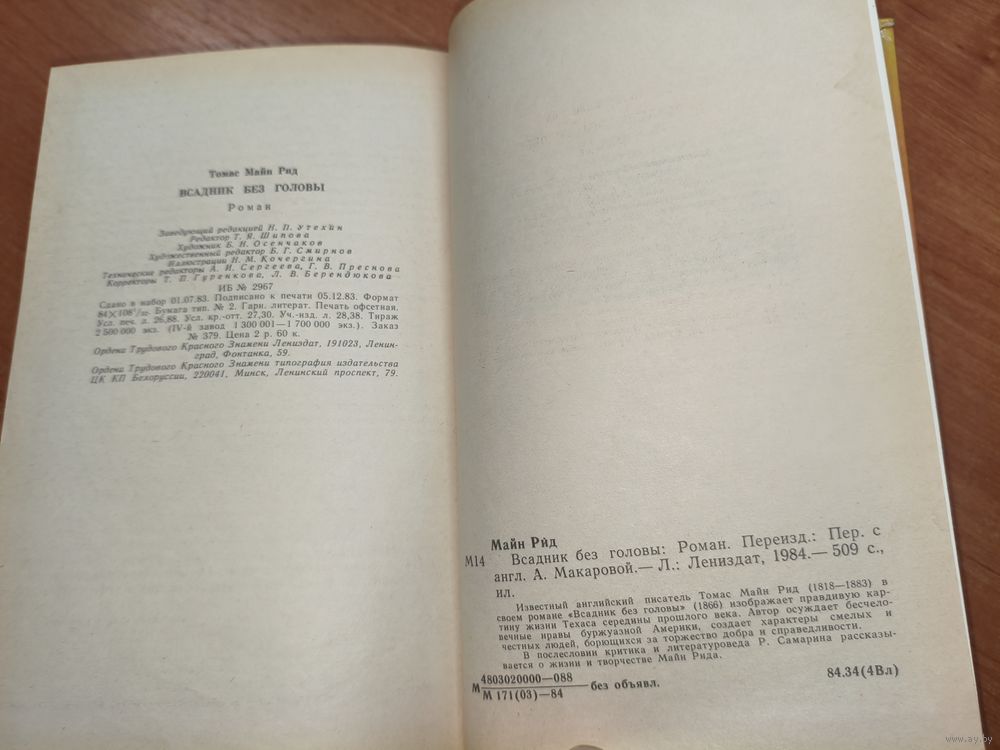 Томас Майн Рид
ВСАДНИК БЕЗ ГОЛОВЫ
Роман
Заведующий редакцией Н. П. Утехин
Редактор Т. Я. Шипова
Художник Б. Н. Осенчаков
Художественный редактор Б. Г. Смирнов
Иллюстрации Н. М. Кочергина
Технические редакторы А. И. Сергеева, Г. В. Преснова
Корректоры Т. П. Гуренкова, Л. В. Берендюкова
ИБ № 2967
Сдано в набор 01.07.83. Подписано к печати 05.12.83. Формат
84×108¹/₃₂. Бумага тип. № 2. Гарн. литерат. Печать офсетная.
Усл. печ. л. 26,88. Усл. кр.-отт. 27,30. Уч.-изд. л. 28,38. Тираж
2 500 000 экз. (IV-й завод 1 300 001—1 700 000 экз.). Заказ
№ 379. Цена 2 р. 60 к.
Ордена Трудового Красного Знамени Лениздат, 191023, Ленин-
град, Фонтанка, 59.
Ордена Трудового Красного Знамени типография издательства
ЦК КП Белоруссии, 220041, Минск, Ленинский проспект, 79.
Майн Рид
М14 Всадник без головы: Роман. Переизд.: Пер. с
англ. А. Макаровой.— Л.: Лениздат, 1984.— 509 с.,
ил.
Известный английский писатель Томас Майн Рид (1818—1883) в
своем романе «Всадник без головы» (1866) изображает правдивую кар-
тину жизни Техаса середины прошлого века. Автор осуждает бесчело-
вечные нравы буржуазной Америки, создает характеры смелых и
честных людей, борющихся за торжество добра и справедливости.
В послесловии критика и литературоведа Р. Самарина рассказы-
вается о жизни и творчестве Майн Рида.
М 4803020000—088
М 171(03)—84 без объявл. 84.34(4Вл)
www.ay.by